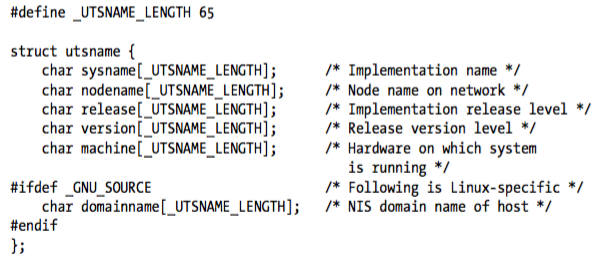 #define _UTSNAME_LENGTH 65
struct utsname {
char sysname[_UTSNAME_LENGTH]; /* Implementation name */
char nodename[_UTSNAME_LENGTH]; /* Node name on network */
char release[_UTSNAME_LENGTH]; /* Implementation release level */
char version[_UTSNAME_LENGTH]; /* Release version level */
char machine[_UTSNAME_LENGTH]; /* Hardware on which system
is running */
#ifdef _GNU_SOURCE /* Following is Linux-specific */
char domainname[_UTSNAME_LENGTH]; /* NIS domain name of host */
#endif
};